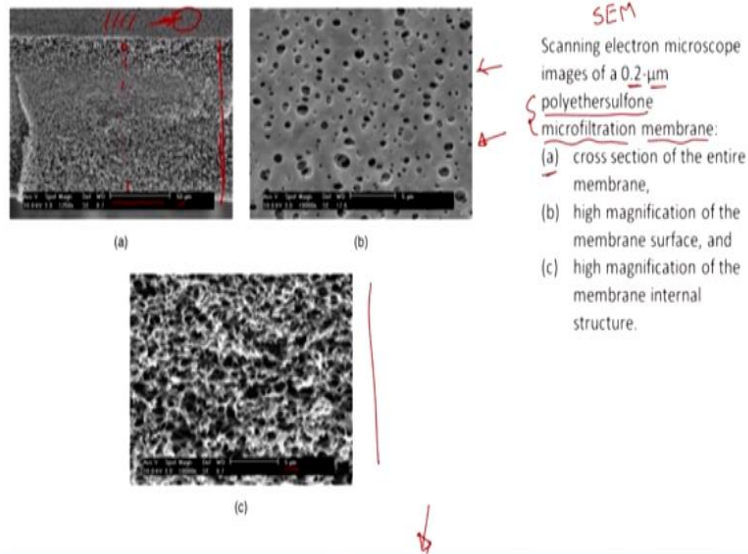 SEM
Scanning electron microscope
images of a 0.2-μm
polyethersulfone
microfiltration membrane:
(a) cross section of the entire
membrane,
(b) high magnification of the
membrane surface, and
(c) high magnification of the
membrane internal
structure.
(a)
(b)
(c)